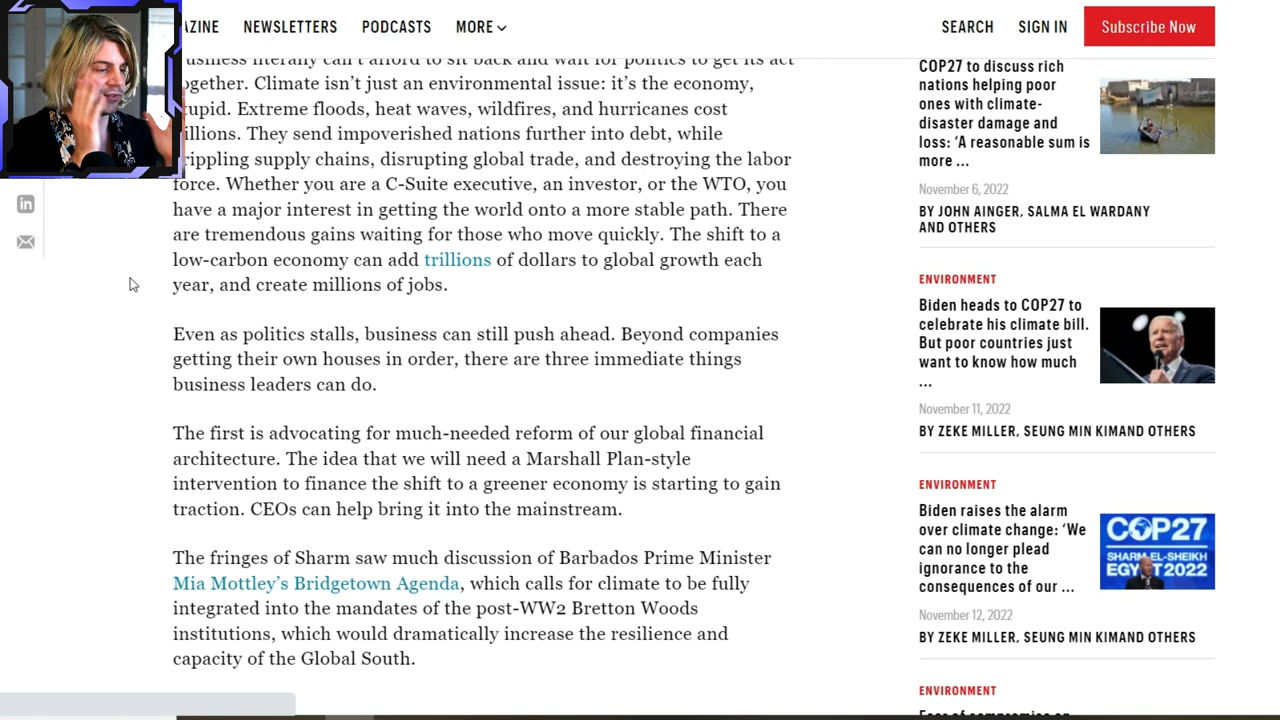 NEWSLETTERS PODCASTS MORE SEARCH SIGN IN Subscribe Now
literally can't afford to sit back and wait for politics to get its act
Climate isn't just an environmental issue: it's the economy,
Extreme floods, heat waves, wildfires, and hurricanes cost
They send impoverished nations further into debt, while
supply chains, disrupting global trade, and destroying the labor
force. Whether you are a C-Suite executive, an investor, or the WTO, you
have a major interest in getting the world onto a more stable path. There
are tremendous gains waiting for those who move quickly. The shift to a
low-carbon economy can add trillions of dollars to global growth each
year, and create millions of jobs.
Even as politics stalls, business can still push ahead. Beyond companies
getting their own houses in order, there are three immediate things
business leaders can do.
The first is advocating for much-needed reform of our global financial
architecture. The idea that we will need a Marshall Plan-style
intervention to finance the shift to a greener economy is starting to gain
traction. CEOs can help bring it into the mainstream.
The fringes of Sharm saw much discussion of Barbados Prime Minister
Mia Mottley's Bridgetown Agenda, which calls for climate to be fully
integrated into the mandates of the post-WW2 Bretton Woods
institutions, which would dramatically increase the resilience and
capacity of the Global South.
in
COP27 to discuss rich
nations helping poor
ones with climate-
disaster damage and
loss: 'A reasonable sum is
more ...
November 6, 2022
BY JOHN AINGER, SALMA EL WARDANY
AND OTHERS
ENVIRONMENT
Biden heads to COP27 to
celebrate his climate bill.
But poor countries just
want to know how much
...
November 11, 2022
BY ZEKE MILLER, SEUNG MIN KIMAND OTHERS
ENVIRONMENT
Biden raises the alarm
over climate change: 'We
can no longer plead
ignorance to the
consequences of our ...
November 12, 2022
BY ZEKE MILLER, SEUNG MIN KIMAND OTHERS
COP27
SHARM EL-SHEIKH
EGYPT 2022
ENVIRONMENT